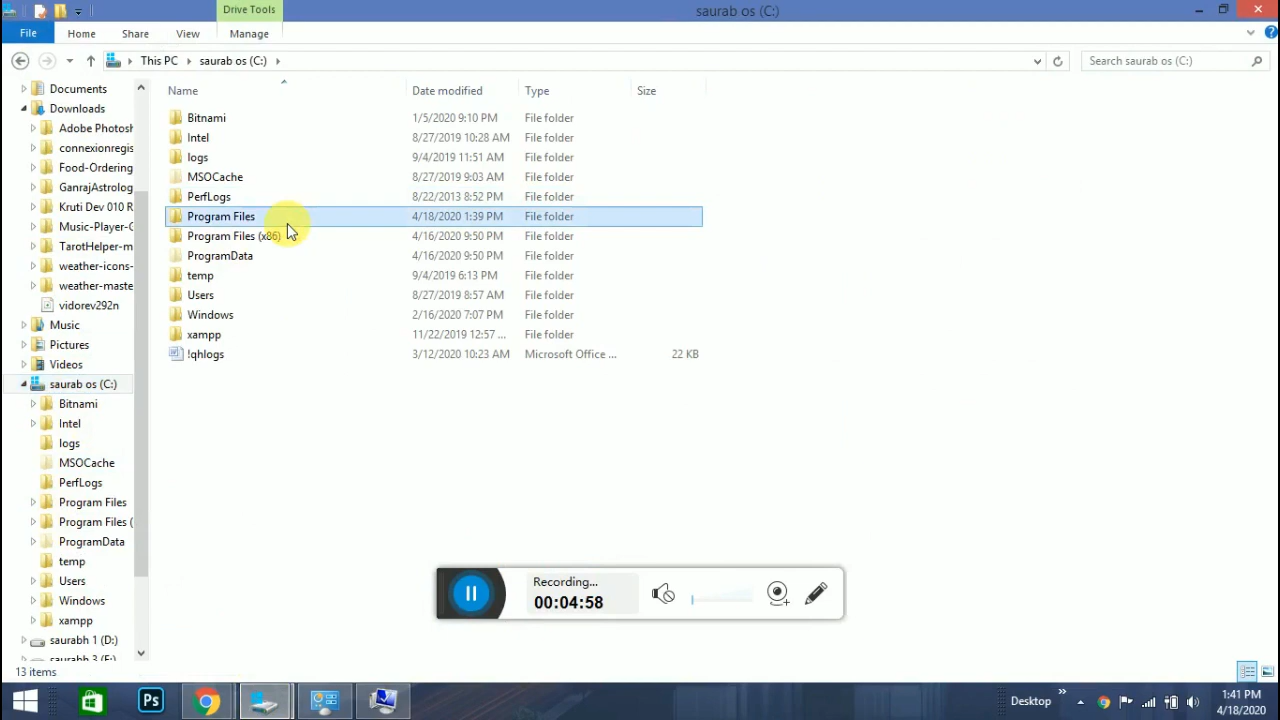 Drive Tools
saurab os (C:)
File
Home
Share
View
Manage
This PC
saurab os (C:)
Search saurab os (C:)
Documents
Downloads
Adobe Photosh
connexionregis
Food-Ordering
GanrajAstrolog
Kruti Dev 010 R
Music-Player-C
TarotHelper-m
weather-icons-
weather-master
vidorev292n
Music
Pictures
Videos
saurab os (C:)
Bitnami
Intel
logs
MSOCache
PerfLogs
Program Files
Program Files (
ProgramData
temp
Users
Windows
xampp
saurabh 1 (D:)
Name Date modified Type Size
Bitnami 1/5/2020 9:10 PM File folder
Intel 8/27/2019 10:28 AM File folder
logs 9/4/2019 11:51 AM File folder
MSOCache 8/27/2019 9:03 AM File folder
PerfLogs 8/22/2013 8:52 PM File folder
Program Files 4/18/2020 1:39 PM File folder
Program Files (x86) 4/16/2020 9:50 PM File folder
ProgramData 4/16/2020 9:50 PM File folder
temp 9/4/2019 6:13 PM File folder
Users 8/27/2019 8:57 AM File folder
Windows 2/16/2020 7:07 PM File folder
xampp 11/22/2019 12:57 ... File folder
!qhlogs 3/12/2020 10:23 AM Microsoft Office ... 22 KB
Recording...
00:04:58
13 items
Ps
Desktop
1:41 PM
4/18/2020